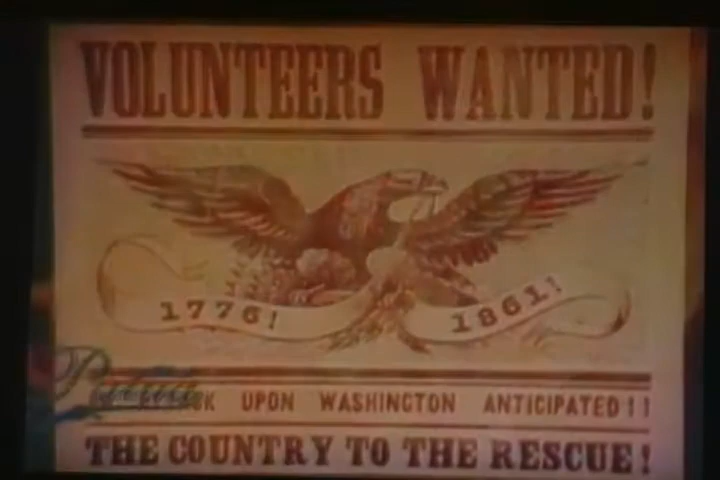 VOLUNTEERS WANTED!
1776! 1861!
UPON WASHINGTON ANTICIPATED!!
THE COUNTRY TO THE RESCUE!